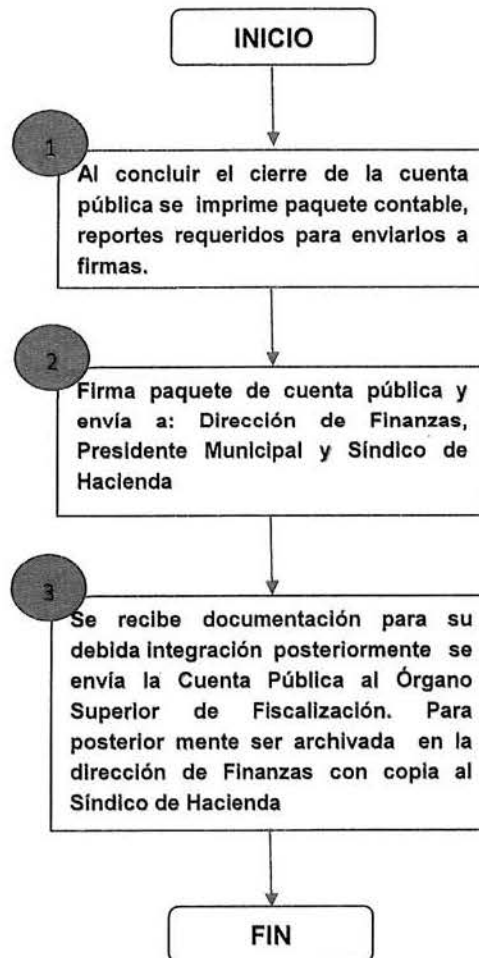 INICIO
1
Al concluir el cierre de la cuenta
pública se imprime paquete contable,
reportes requeridos para enviarlos a
firmas.
2
Firma paquete de cuenta pública y
envía a: Dirección de Finanzas,
Presidente Municipal y Síndico de
Hacienda
3
Se recibe documentación para su
debida integración posteriormente se
envía la Cuenta Pública al Órgano
Superior de Fiscalización. Para
posterior mente ser archivada en la
dirección de Finanzas con copia al
Síndico de Hacienda
FIN